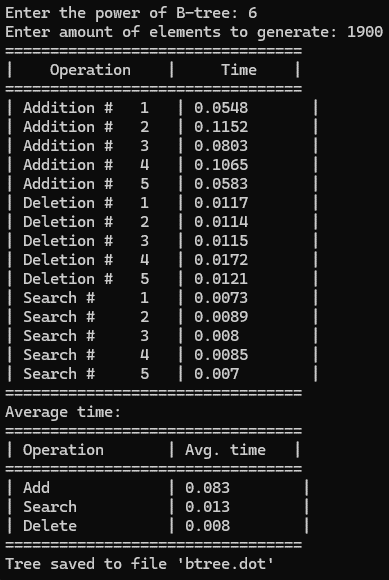 Enter the power of B-tree: 6
Enter amount of elements to generate: 1900
=================================
|    Operation    |     Time    |
=================================
| Addition #   1   | 0.0548       |
| Addition #   2   | 0.1152       |
| Addition #   3   | 0.0803       |
| Addition #   4   | 0.1065       |
| Addition #   5   | 0.0583       |
| Deletion #   1   | 0.0117       |
| Deletion #   2   | 0.0114       |
| Deletion #   3   | 0.0115       |
| Deletion #   4   | 0.0172       |
| Deletion #   5   | 0.0121       |
| Search #     1   | 0.0073       |
| Search #     2   | 0.0089       |
| Search #     3   | 0.008        |
| Search #     4   | 0.0085       |
| Search #     5   | 0.007        |
=================================
Average time:
=================================
| Operation       | Avg. time   |
=================================
| Add             | 0.083        |
| Search          | 0.013        |
| Delete          | 0.008        |
=================================
Tree saved to file 'btree.dot'